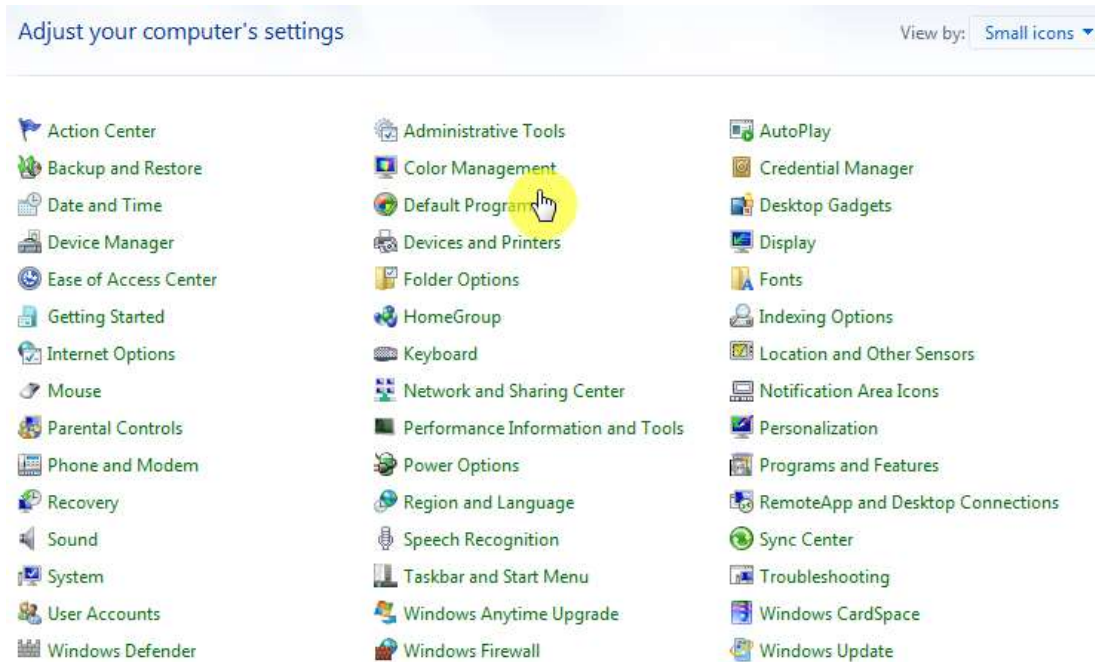 Adjust your computer's settings
View by: Small icons
Action Center
Administrative Tools
AutoPlay
Backup and Restore
Color Management
Credential Manager
Date and Time
Default Program
Desktop Gadgets
Device Manager
Devices and Printers
Display
Ease of Access Center
Folder Options
Fonts
Getting Started
HomeGroup
Indexing Options
Internet Options
Keyboard
Location and Other Sensors
Mouse
Network and Sharing Center
Notification Area Icons
Parental Controls
Performance Information and Tools
Personalization
Phone and Modem
Power Options
Programs and Features
Recovery
Region and Language
RemoteApp and Desktop Connections
Sound
Speech Recognition
Sync Center
System
Taskbar and Start Menu
Troubleshooting
User Accounts
Windows Anytime Upgrade
Windows CardSpace
Windows Defender
Windows Firewall
Windows Update